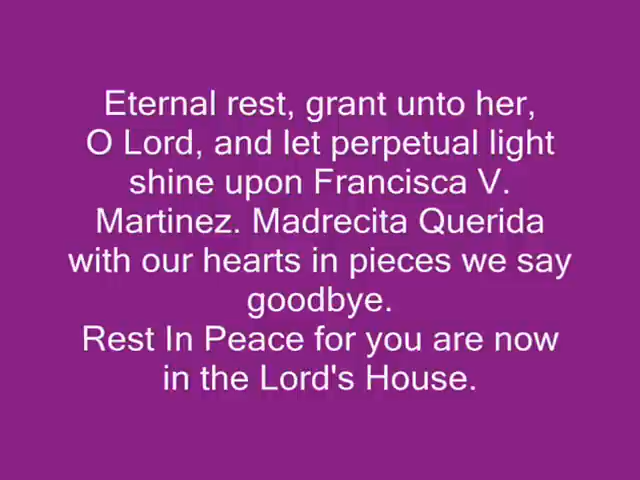 Eternal rest, grant unto her,
O Lord, and let perpetual light
shine upon Francisca V.
Martinez. Madrecita Querida
with our hearts in pieces we say
goodbye.
Rest In Peace for you are now
in the Lord's House.